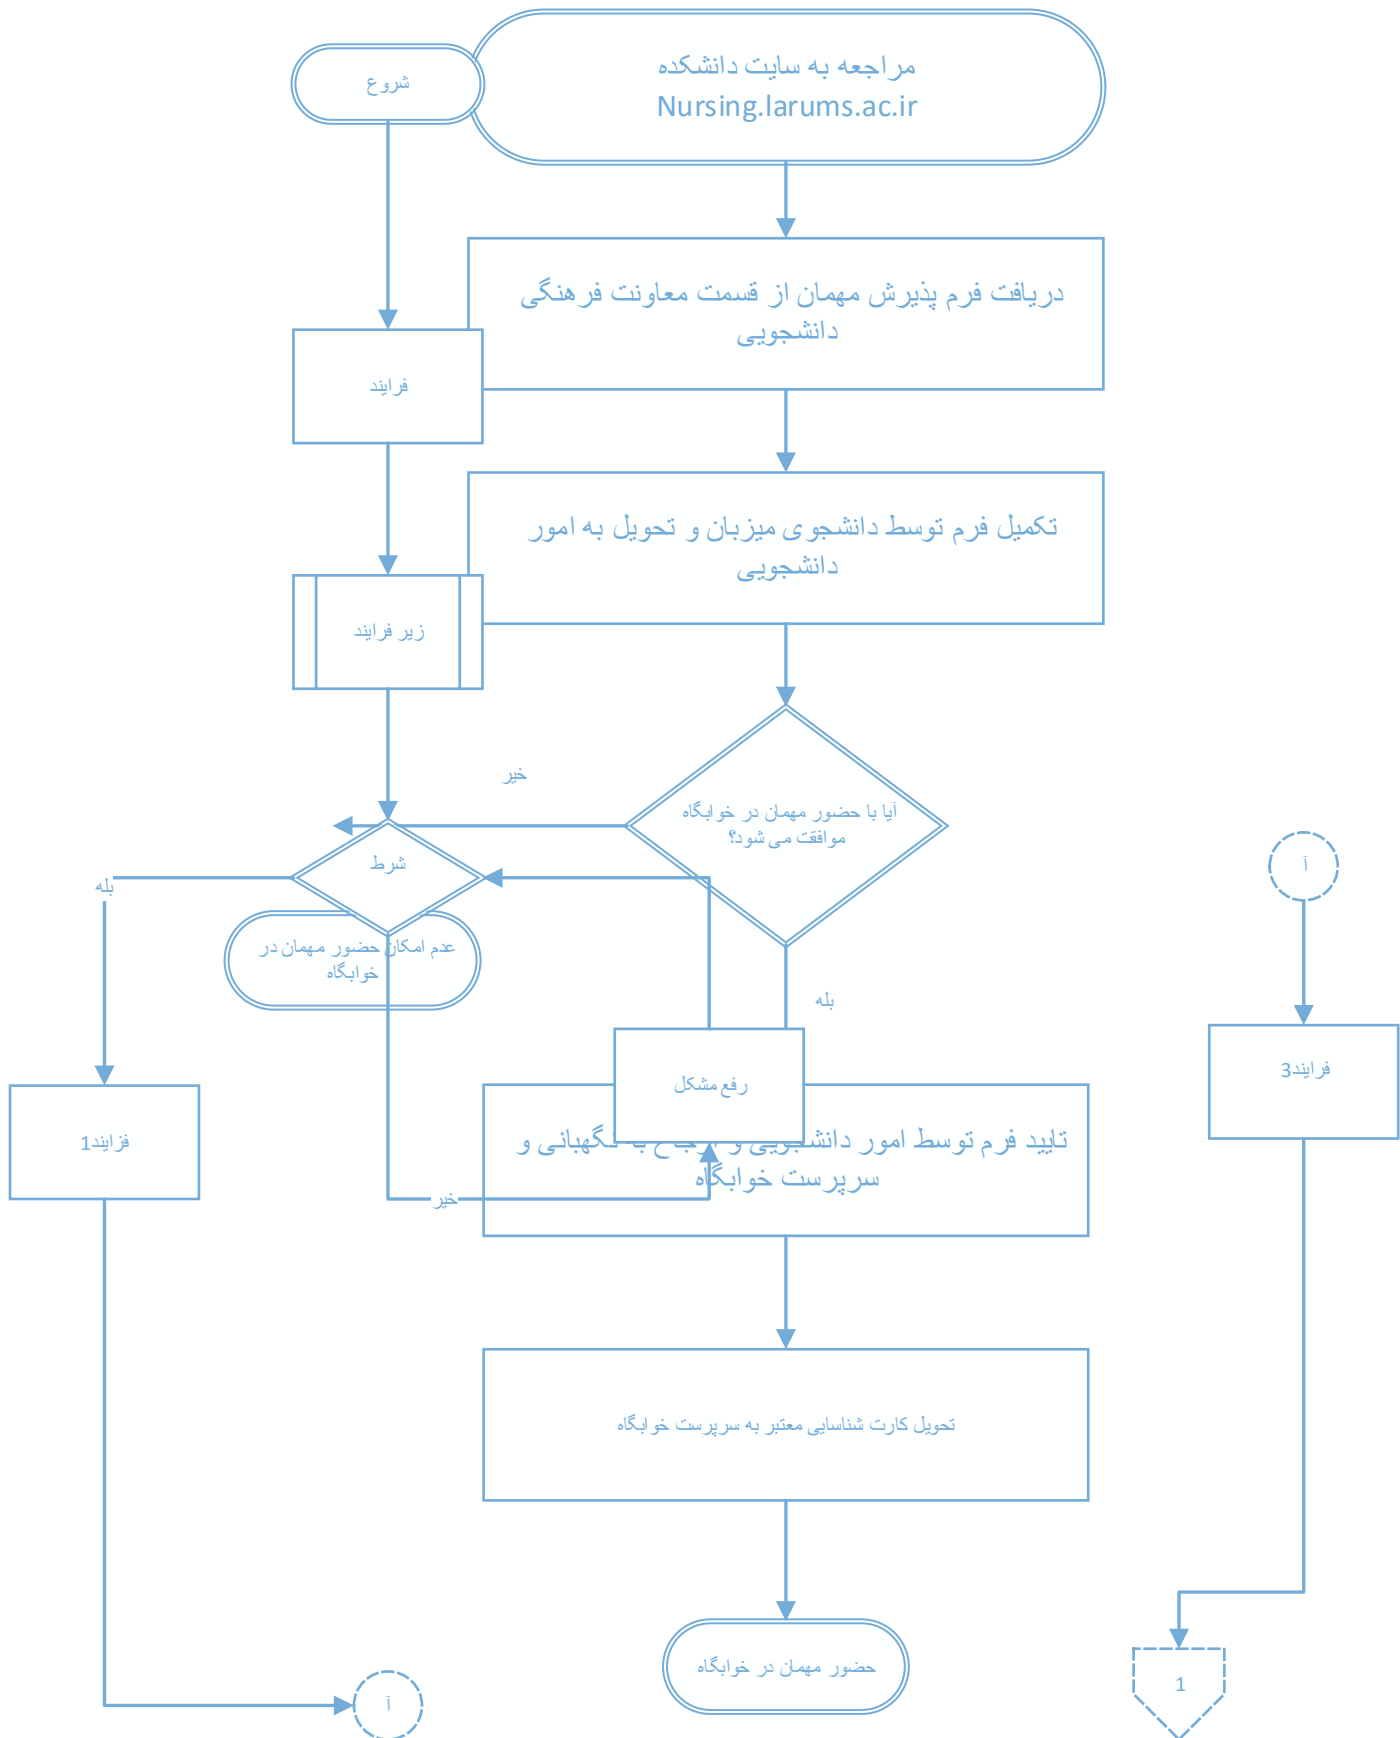 مراجعه به سایت دانشکده
Nursing.larums.ac.ir
شروع
دریافت فرم پذیرش مهمان از قسمت معاونت فرهنگی
دانشجویی
فرایند
تکمیل فرم توسط دانشجوی میزبان و تحویل به امور
دانشجویی
زیر فرایند
خیر
آیا با حضور مهمان در خوابگاه
موافقت می شود؟
شرط
آ
بله
عدم امکان حضور مهمان در
خوابگاه
بله
رفع مشکل
فرایند3
فزایند1
تایید فرم توسط امور دانشجویی و ارجاع به نگهبانی و
سرپرست خوابگاه
خیر
تحویل کارت شناسایی معتبر به سرپرست خوابگاه
حضور مهمان در خوابگاه
1
آ